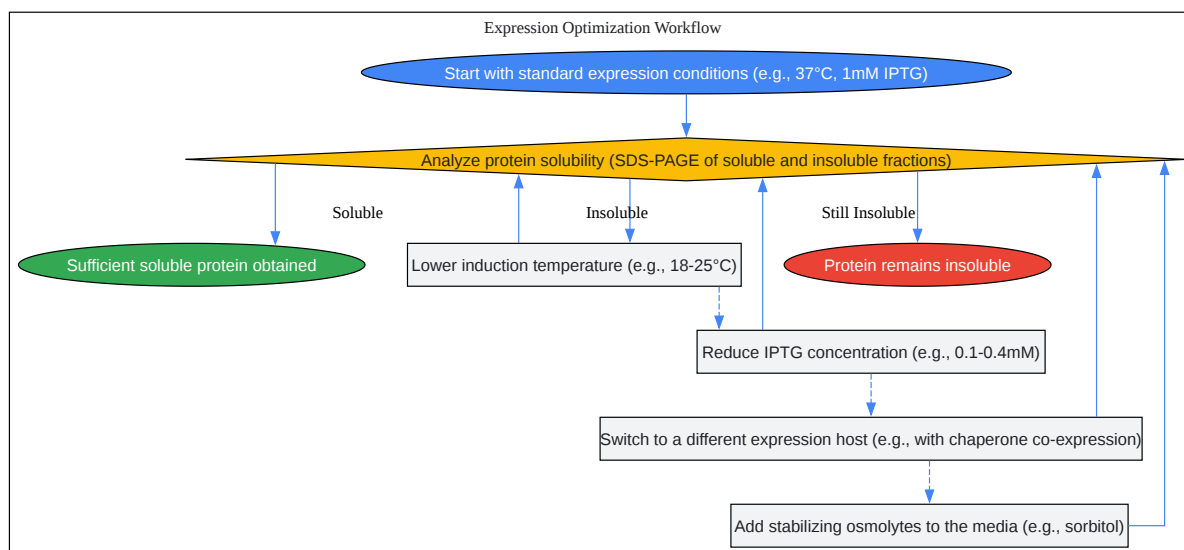 Expression Optimization Workflow
Start with standard expression conditions (e.g., 37°C, 1mM IPTG)
Analyze protein solubility (SDS-PAGE of soluble and insoluble fractions)
Soluble
Insoluble
Still Insoluble
Sufficient soluble protein obtained
Lower induction temperature (e.g., 18-25°C)
Protein remains insoluble
Reduce IPTG concentration (e.g., 0.1-0.4mM)
Switch to a different expression host (e.g., with chaperone co-expression)
Add stabilizing osmolytes to the media (e.g., sorbitol)